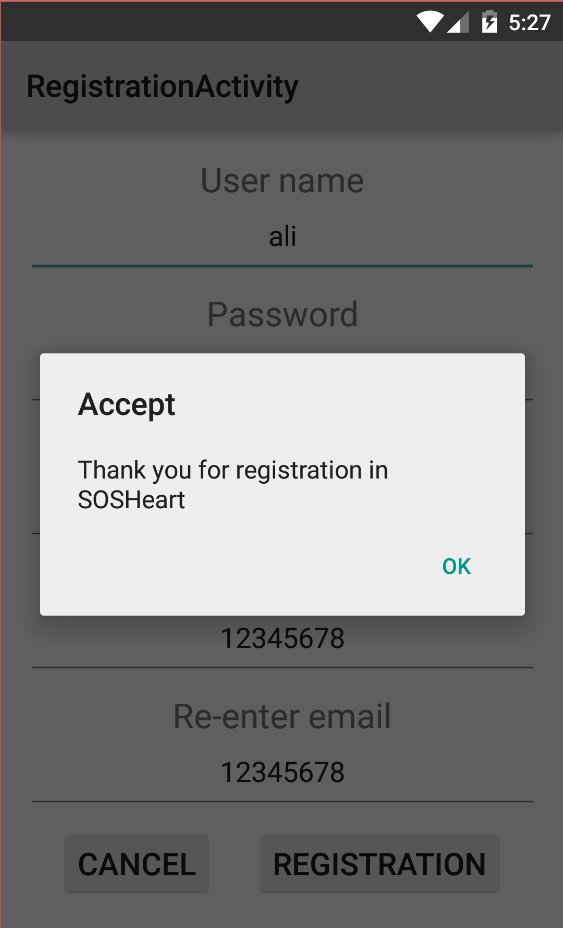 5:27
RegistrationActivity
User name
ali
Password
Accept
Thank you for registration in
SOSHeart
OK
12345678
Re-enter email
12345678
CANCEL REGISTRATION